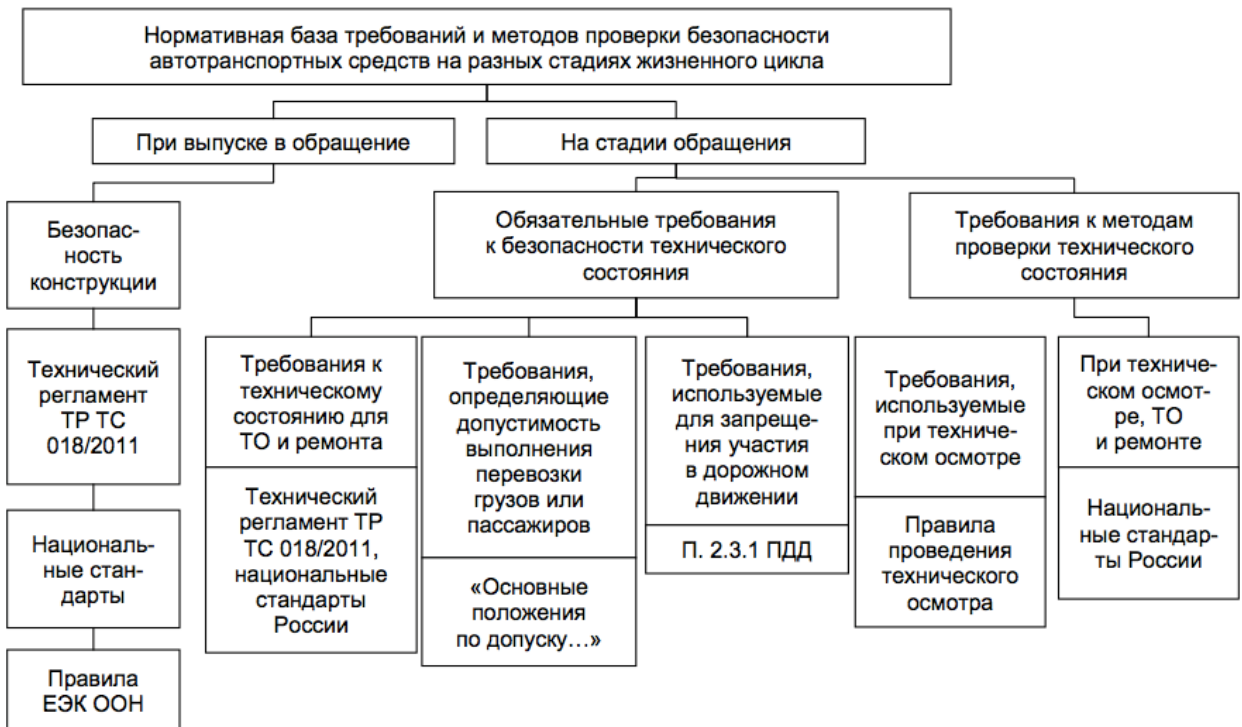 Нормативная база требований и методов проверки безопасности
автотранспортных средств на разных стадиях жизненного цикла
При выпуске в обращение
На стадии обращения
Безопас-
ность
конструкции
Технический
регламент
ТР ТС
018/2011
Националь-
ные стан-
дарты
Правила
ЕЭК ООН
Обязательные требования
к безопасности технического
состояния
Требования к
техническому
состоянию для
ТО и ремонта
Технический
регламент ТР
ТС 018/2011,
национальные
стандарты
России
Требования,
определяющие
допустимость
выполнения
перевозки
грузов или
пассажиров
«Основные
положения
по допуску…»
Требования,
используемые
для запреще-
ния участия
в дорожном
движении
П. 2.3.1 ПДД
Требования,
используемые
при техниче-
ском осмотре
Правила
проведения
технического
осмотра
Требования к методам
проверки технического
состояния
При техниче-
ском осмот-
ре, ТО
и ремонте
Националь-
ные стандар-
ты России